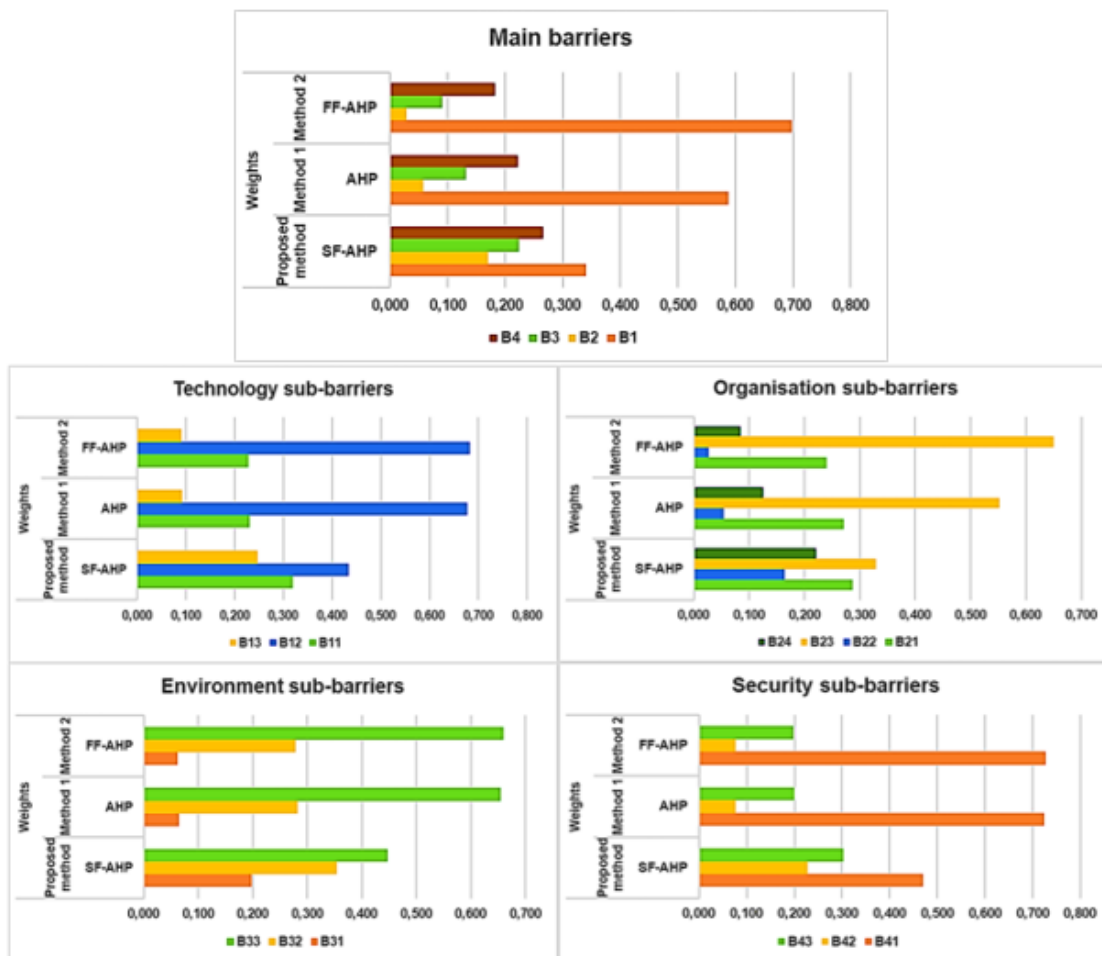 Main barriers
Weights
Method 2
FF-AHP
Method 1
AHP
Proposed method
SF-AHP
0,000 0,100 0,200 0,300 0,400 0,500 0,600 0,700 0,800
B4 B3 B2 B1
Technology sub-barriers
Weights
Method 2
FF-AHP
Method 1
AHP
Proposed method
SF-AHP
0,000 0,100 0,200 0,300 0,400 0,500 0,600 0,700 0,800
B13 B12 B11
Organisation sub-barriers
Weights
Method 2
FF-AHP
Method 1
AHP
Proposed method
SF-AHP
0,000 0,100 0,200 0,300 0,400 0,500 0,600 0,700
B24 B23 B22 B21
Environment sub-barriers
Weights
Method 2
FF-AHP
Method 1
AHP
Proposed method
SF-AHP
0,000 0,100 0,200 0,300 0,400 0,500 0,600 0,700
B33 B32 B31
Security sub-barriers
Weights
Method 2
FF-AHP
Method 1
AHP
Proposed method
SF-AHP
0,000 0,100 0,200 0,300 0,400 0,500 0,600 0,700 0,800
B43 B42 B41